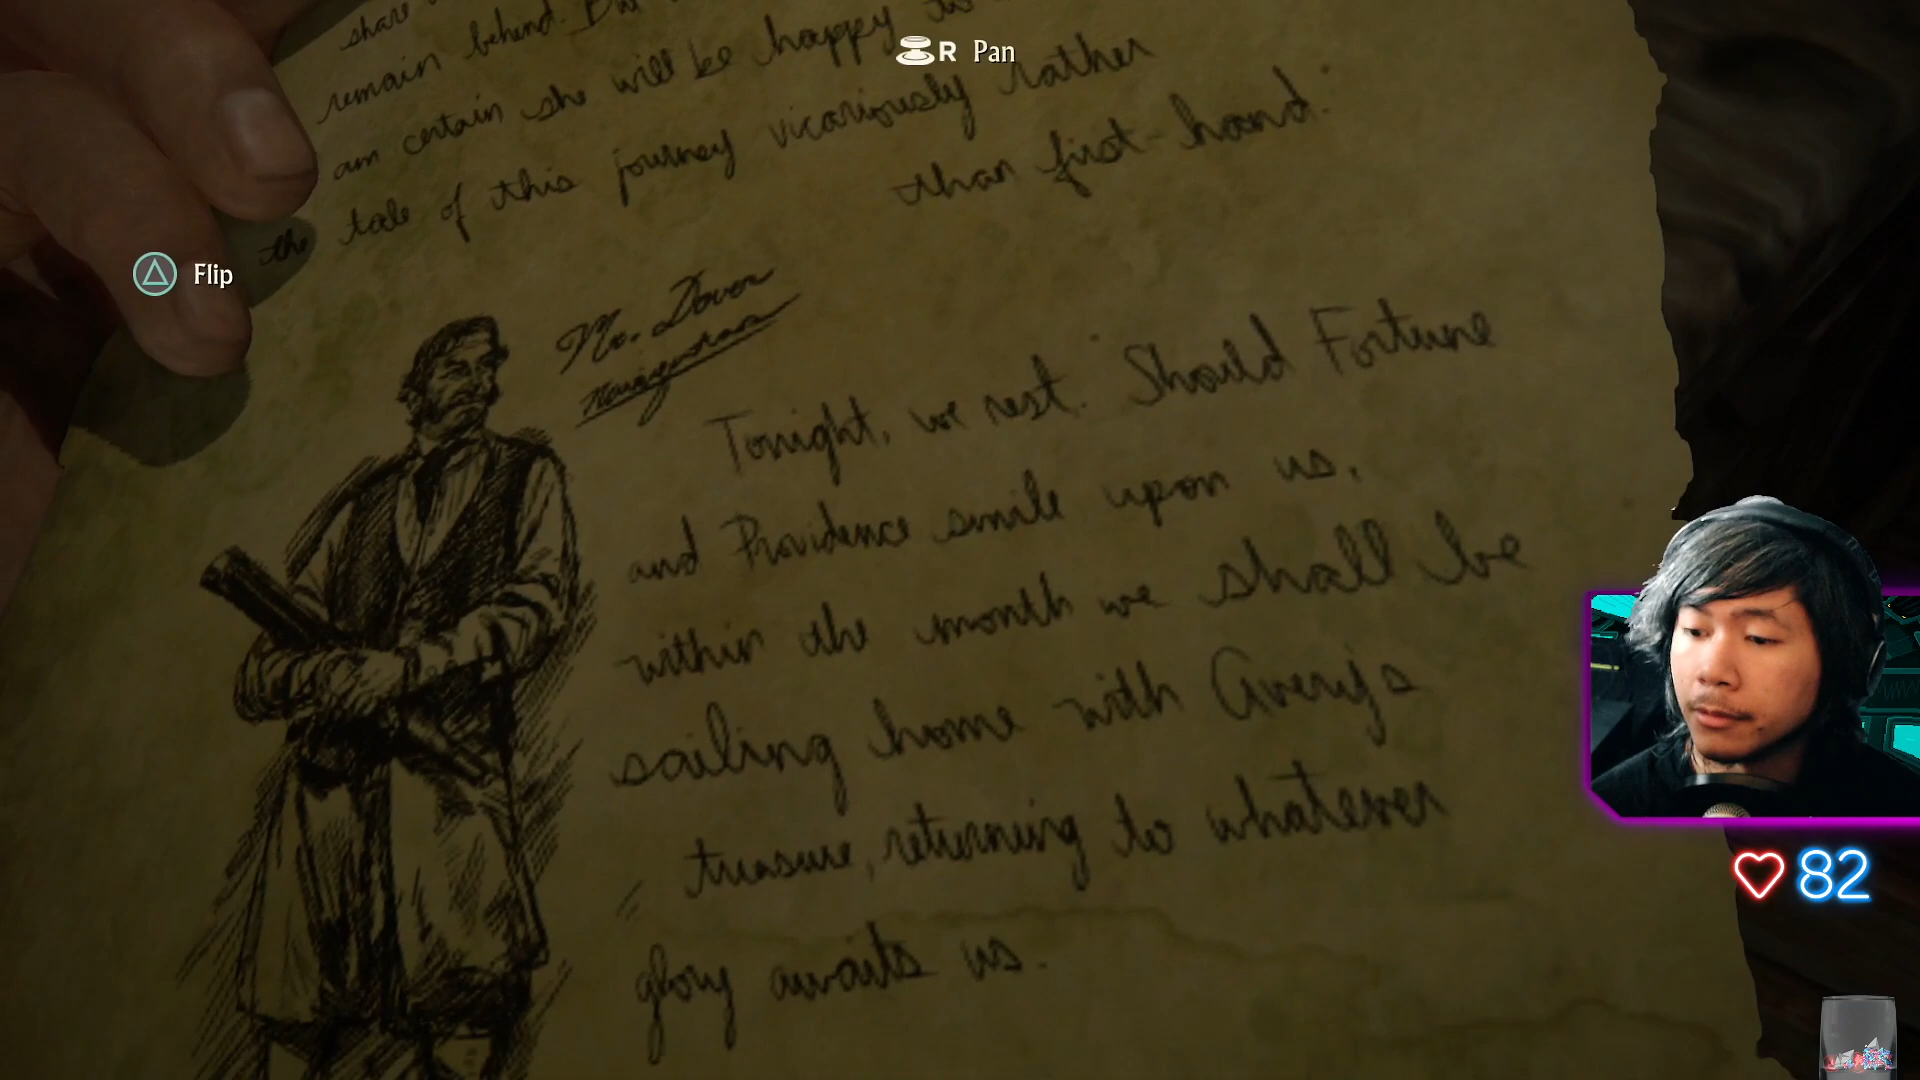 share
remain behind. But
R Pan
am certain she will be happy to
the tale of this journey vicariously rather
than first-hand.
Flip
Mr. Dover
Navigator
Tonight, we rest. Should Fortune
and Providence smile upon us,
within the month we shall be
sailing home with Avery's
treasure, returning to whatever
glory awaits us.
82